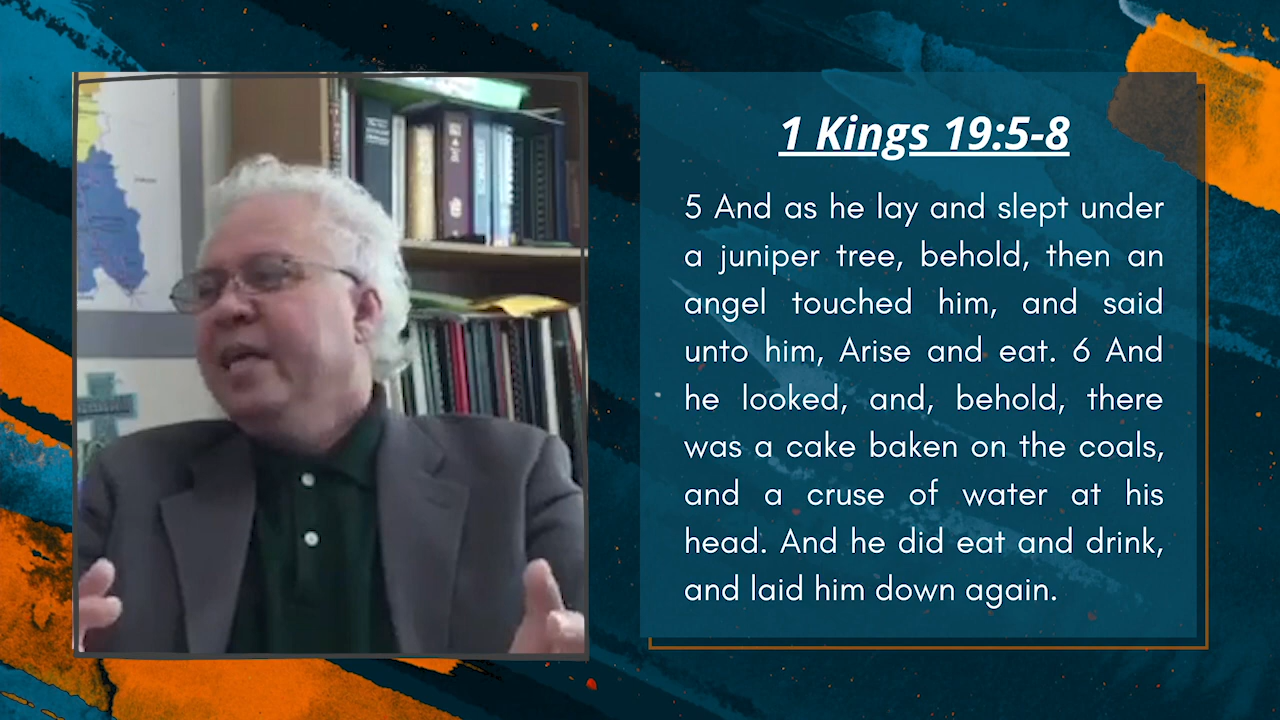 1 Kings 19:5-8
5 And as he lay and slept under
a juniper tree, behold, then an
angel touched him, and said
unto him, Arise and eat. 6 And
he looked, and, behold, there
was a cake baken on the coals,
and a cruse of water at his
head. And he did eat and drink,
and laid him down again.